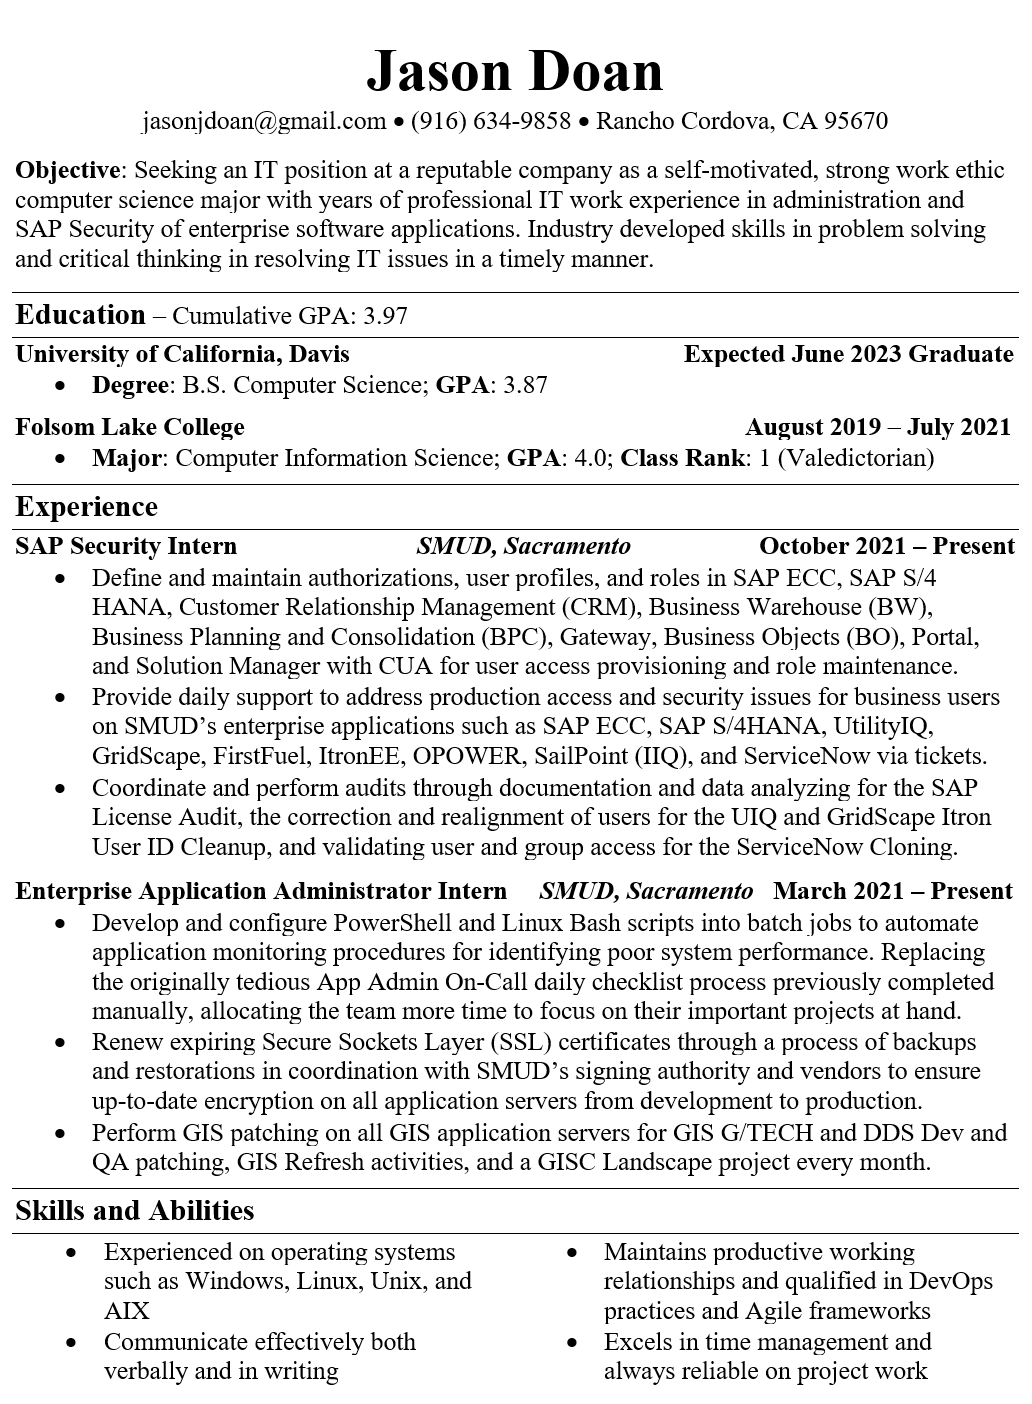 Jason Doan
jasonjdoan@gmail.com • (916) 634-9858 • Rancho Cordova, CA 95670
Objective: Seeking an IT position at a reputable company as a self-motivated, strong work ethic
computer science major with years of professional IT work experience in administration and
SAP Security of enterprise software applications. Industry developed skills in problem solving
and critical thinking in resolving IT issues in a timely manner.
Education – Cumulative GPA: 3.97
University of California, Davis Expected June 2023 Graduate
• Degree: B.S. Computer Science; GPA: 3.87
Folsom Lake College August 2019 – July 2021
• Major: Computer Information Science; GPA: 4.0; Class Rank: 1 (Valedictorian)
Experience
SAP Security Intern SMUD, Sacramento October 2021 – Present
• Define and maintain authorizations, user profiles, and roles in SAP ECC, SAP S/4
HANA, Customer Relationship Management (CRM), Business Warehouse (BW),
Business Planning and Consolidation (BPC), Gateway, Business Objects (BO), Portal,
and Solution Manager with CUA for user access provisioning and role maintenance.
• Provide daily support to address production access and security issues for business users
on SMUD’s enterprise applications such as SAP ECC, SAP S/4HANA, UtilityIQ,
GridScape, FirstFuel, ItronEE, OPOWER, SailPoint (IIQ), and ServiceNow via tickets.
• Coordinate and perform audits through documentation and data analyzing for the SAP
License Audit, the correction and realignment of users for the UIQ and GridScape Itron
User ID Cleanup, and validating user and group access for the ServiceNow Cloning.
Enterprise Application Administrator Intern SMUD, Sacramento March 2021 – Present
• Develop and configure PowerShell and Linux Bash scripts into batch jobs to automate
application monitoring procedures for identifying poor system performance. Replacing
the originally tedious App Admin On-Call daily checklist process previously completed
manually, allocating the team more time to focus on their important projects at hand.
• Renew expiring Secure Sockets Layer (SSL) certificates through a process of backups
and restorations in coordination with SMUD’s signing authority and vendors to ensure
up-to-date encryption on all application servers from development to production.
• Perform GIS patching on all GIS application servers for GIS G/TECH and DDS Dev and
QA patching, GIS Refresh activities, and a GISC Landscape project every month.
Skills and Abilities
• Experienced on operating systems
such as Windows, Linux, Unix, and
AIX
• Communicate effectively both
verbally and in writing
• Maintains productive working
relationships and qualified in DevOps
practices and Agile frameworks
• Excels in time management and
always reliable on project work